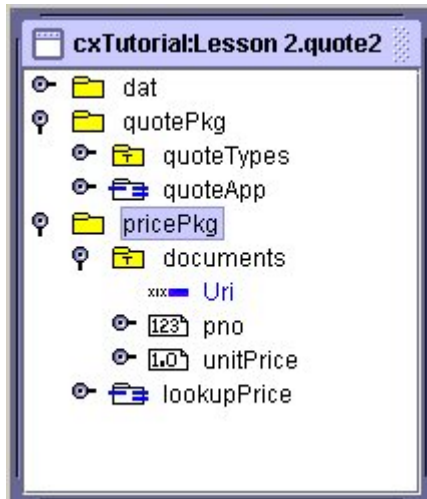 cxTutorial:Lesson 2.quote2
dat
quotePkg
T quoteTypes
quoteApp
pricePkg
T documents
XIX Uri
123 pno
1.0 unitPrice
lookupPrice